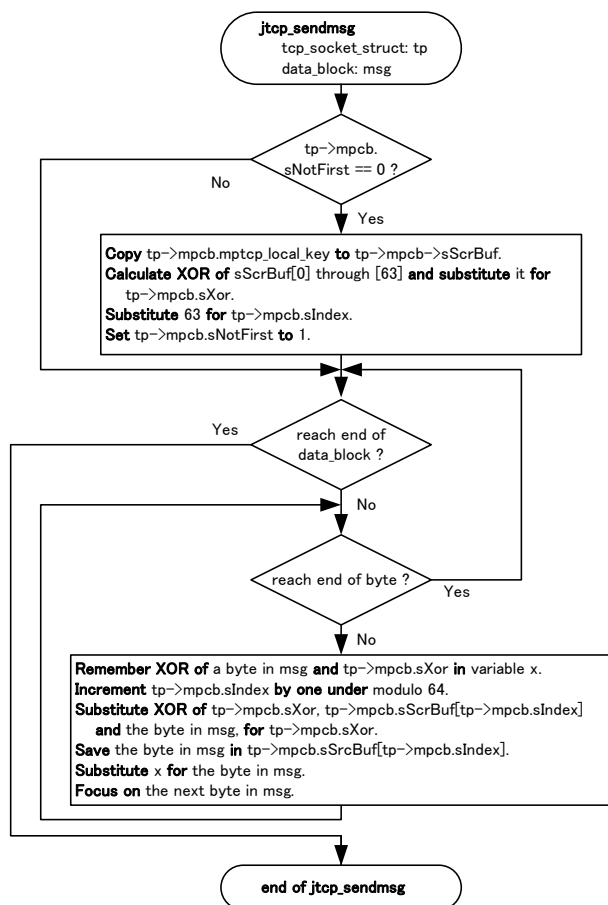 jtcp_sendmsg
tcp_socket_struct: tp
data_block: msg
tp->mpcb.
sNotFirst == 0 ?
No
Yes
Copy tp->mpcb.mptcp_local_key to tp->mpcb->sScrBuf.
Calculate XOR of sScrBuf[0] through [63] and substitute it for
tp->mpcb.sXor.
Substitute 63 for tp->mpcb.sIndex.
Set tp->mpcb.sNotFirst to 1.
Yes
reach end of
data_block ?
No
reach end of byte ?
Yes
No
Remember XOR of a byte in msg and tp->mpcb.sXor in variable x.
Increment tp->mpcb.sIndex by one under modulo 64.
Substitute XOR of tp->mpcb.sXor, tp->mpcb.sScrBuf[tp->mpcb.sIndex]
and the byte in msg, for tp->mpcb.sXor.
Save the byte in msg in tp->mpcb.sSrcBuf[tp->mpcb.sIndex].
Substitute x for the byte in msg.
Focus on the next byte in msg.
end of jtcp_sendmsg